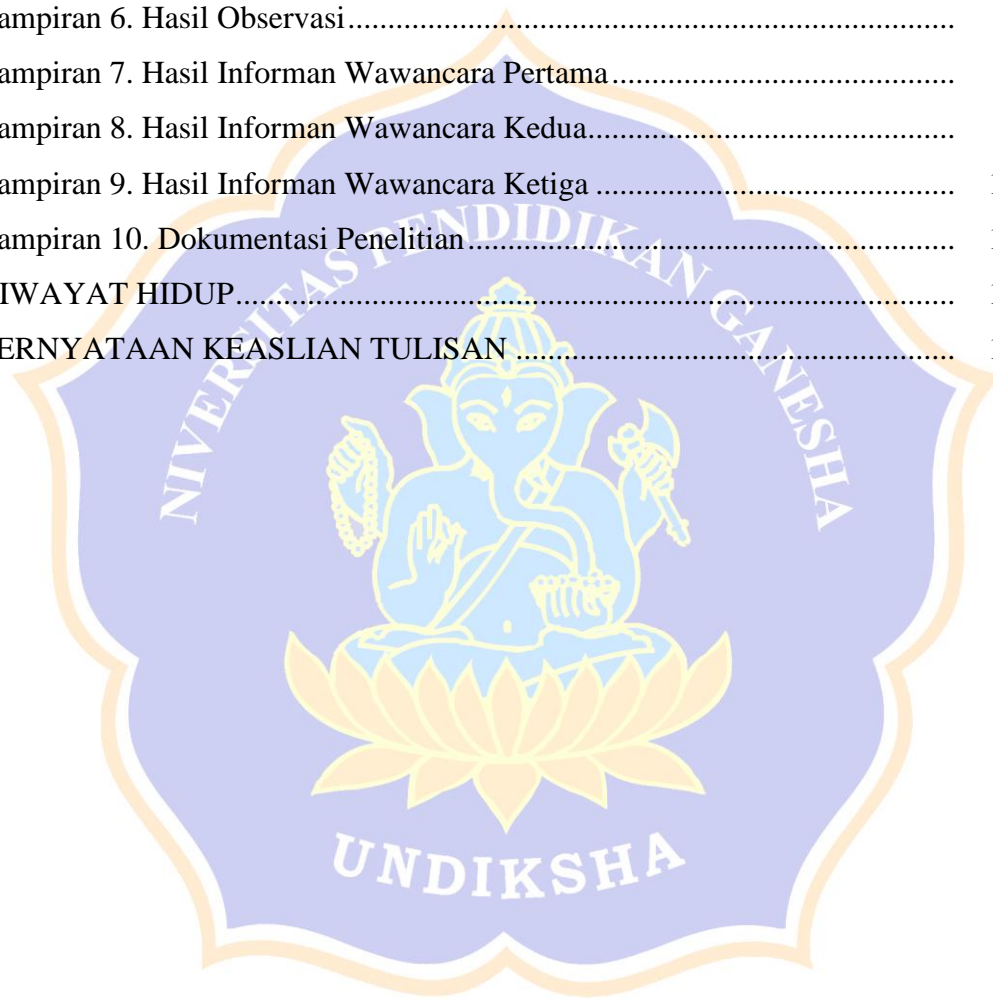 ampiran 6. Hasil Observasi
ampiran 7. Hasil Informan Wawancara Pertama
ampiran 8. Hasil Informan Wawancara Kedua
ampiran 9. Hasil Informan Wawancara Ketiga
ampiran 10. Dokumentasi Penelitian
IWAYAT HIDUP
ERNYATAAN KEASLIAN TULISAN
NIVERSITAS PENDIDIKAN GANESHA
UNDIKSHA